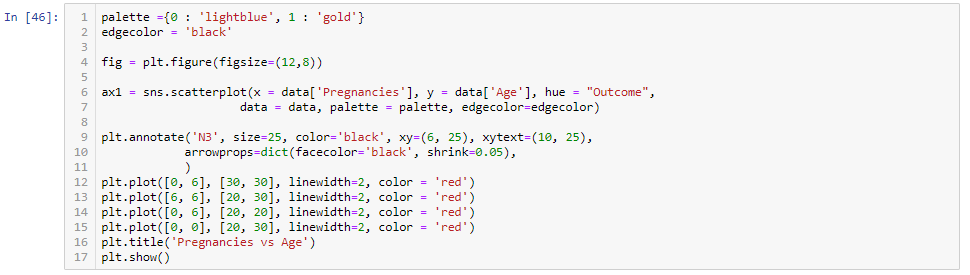 In [46]:
1 palette ={0 : 'lightblue', 1 : 'gold'}
2 edgecolor = 'black'
3
4 fig = plt.figure(figsize=(12,8))
5
6 ax1 = sns.scatterplot(x = data['Pregnancies'], y = data['Age'], hue = "Outcome",
7                     data = data, palette = palette, edgecolor=edgecolor)
8
9 plt.annotate('N3', size=25, color='black', xy=(6, 25), xytext=(10, 25),
10             arrowprops=dict(facecolor='black', shrink=0.05),
11             )
12 plt.plot([0, 6], [30, 30], linewidth=2, color = 'red')
13 plt.plot([6, 6], [20, 30], linewidth=2, color = 'red')
14 plt.plot([0, 6], [20, 20], linewidth=2, color = 'red')
15 plt.plot([0, 0], [20, 30], linewidth=2, color = 'red')
16 plt.title('Pregnancies vs Age')
17 plt.show()